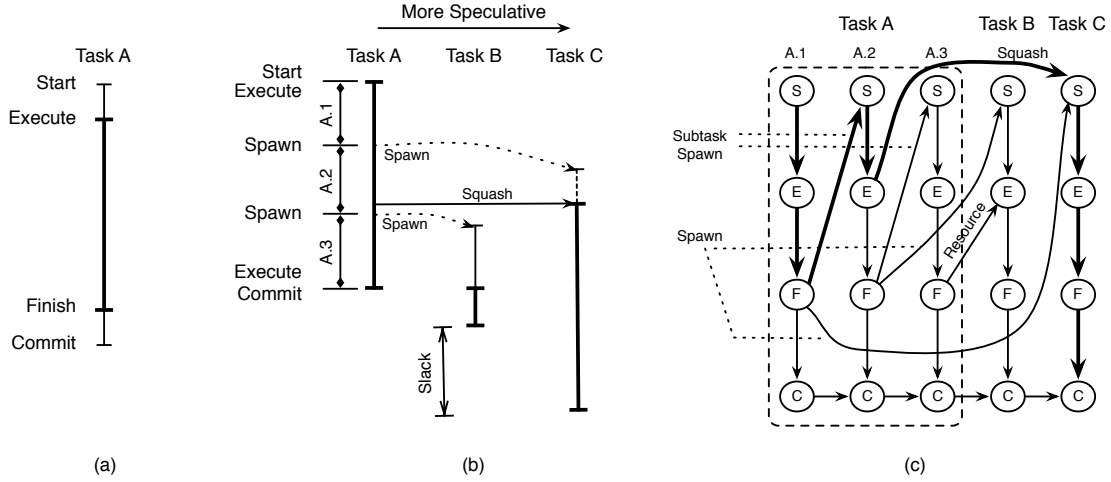 Task A
Start
Execute
Finish
Commit
(a)
More Speculative
Task A
Task B
Task C
Start
Execute
A.1
Spawn
Spawn
A.2
Squash
Spawn
Spawn
A.3
Execute
Commit
Slack
(b)
Task A
Task B
Task C
A.1
A.2
A.3
Squash
S
S
S
S
S
Subtask
Spawn
E
E
E
E
E
Spawn
Resource
F
F
F
F
F
C
C
C
C
C
(c)